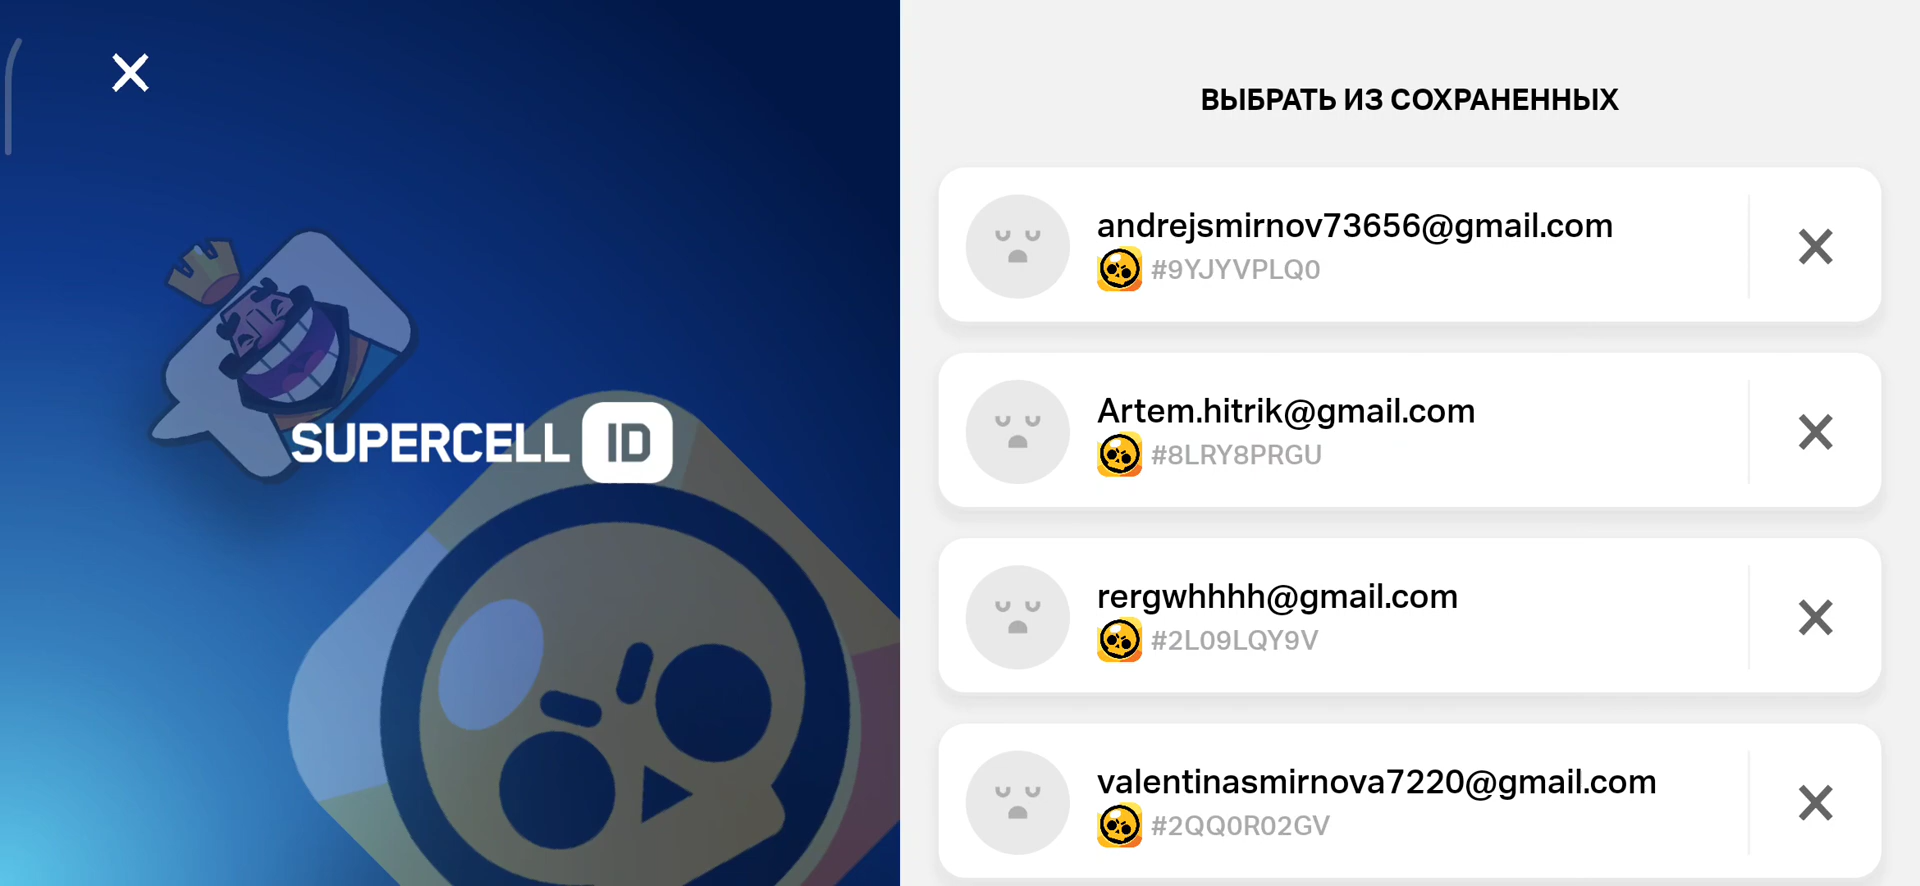 SUPERCELL ID
ВЫБРАТЬ ИЗ СОХРАНЕННЫХ
andrejsmirnov73656@gmail.com
#9YJYVPLQ0
Artem.hitrik@gmail.com
#8LRY8PRGU
rergwhhhh@gmail.com
#2L09LQY9V
valentinasmirnova7220@gmail.com
#2QQ0R02GV